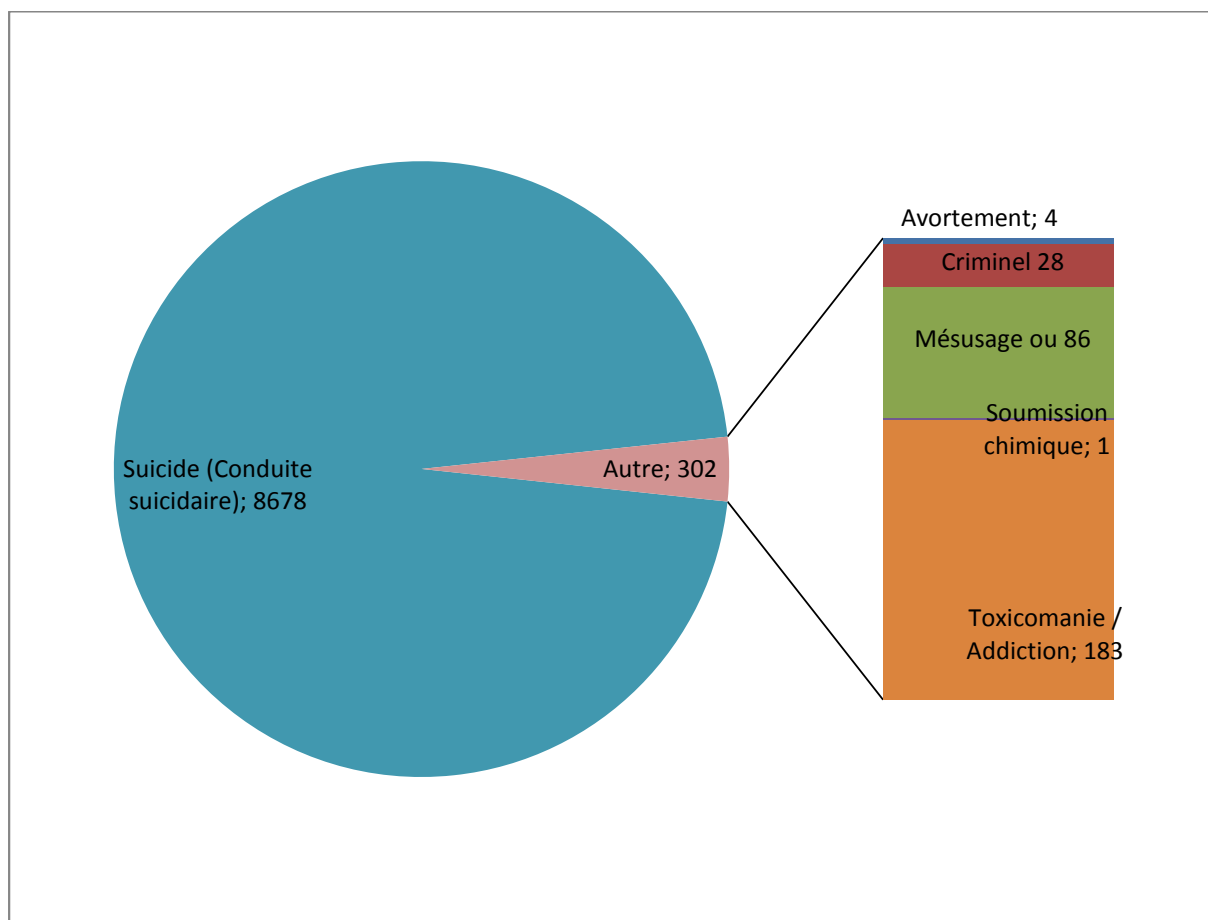 Avortement; 4
Criminel 28
Mésusage ou 86
Soumission
chimique; 1
Suicide (Conduite
suicidaire); 8678
Autre; 302
Toxicomanie /
Addiction; 183